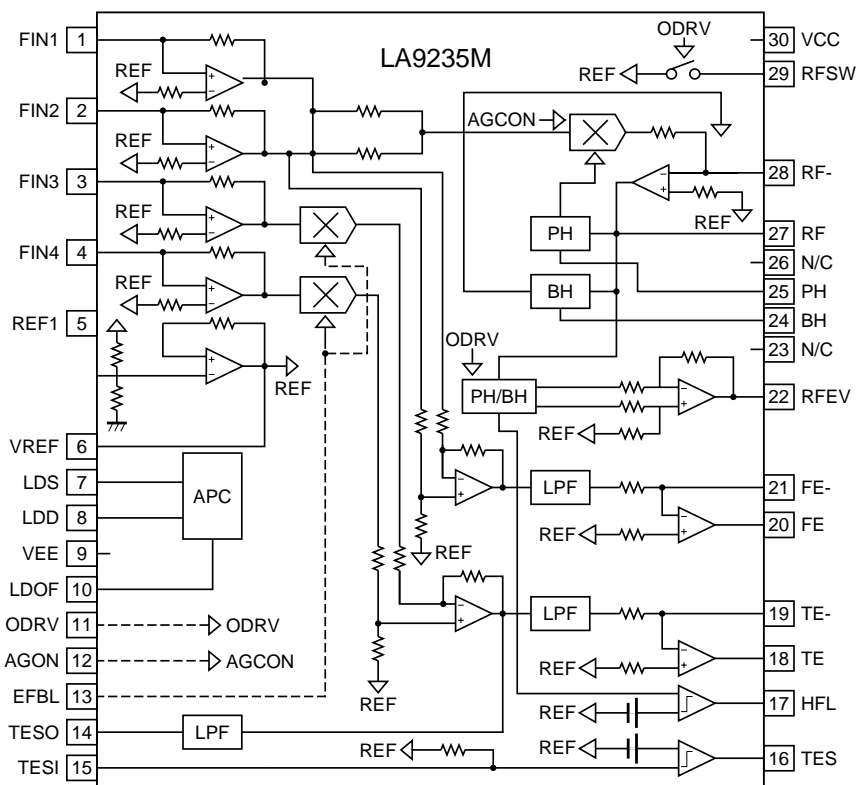 LA9235M
FIN1 1
FIN2 2
FIN3 3
FIN4 4
REF1 5
VREF 6
LDS 7
LDD 8
VEE 9
LDOF 10
ODRV 11
AGON 12
EFBL 13
TESO 14
TESI 15
ODRV
30 VCC
REF
29 RFSW
28 RF-
27 RF
26 N/C
25 PH
24 BH
23 N/C
22 RFEV
21 FE-
20 FE
19 TE-
18 TE
17 HFL
16 TES
REF
REF
REF
REF
REF
AGCON
REF
PH
BH
ODRV
PH/BH
REF
APC
LPF
REF
REF
ODRV
AGCON
LPF
REF
REF
REF
LPF
REF
REF
REF
+
−
+
−
+
−
+
−
+
−
−
+
−
+
−
+
−
+
−
+
−
+